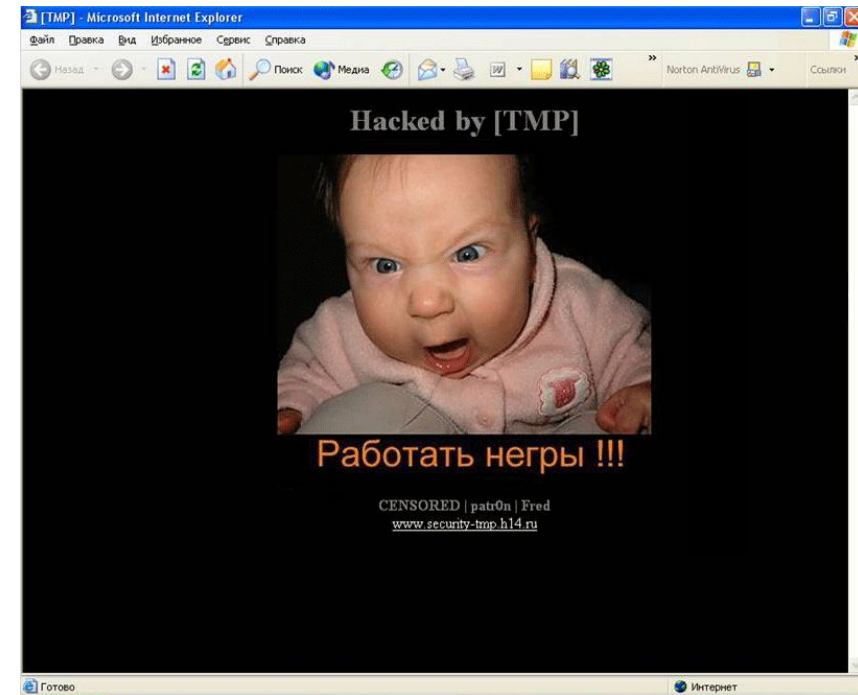 [TMP] - Microsoft Internet Explorer
Файл Правка Вид Избранное Сервис Справка
Назад Поиск Медиа » Norton AntiVirus Ссылки »
Hacked by [TMP]
Работать негры !!!
CENSORED | patr0n | Fred
www.security-tmp.h14.ru
Готово Интернет